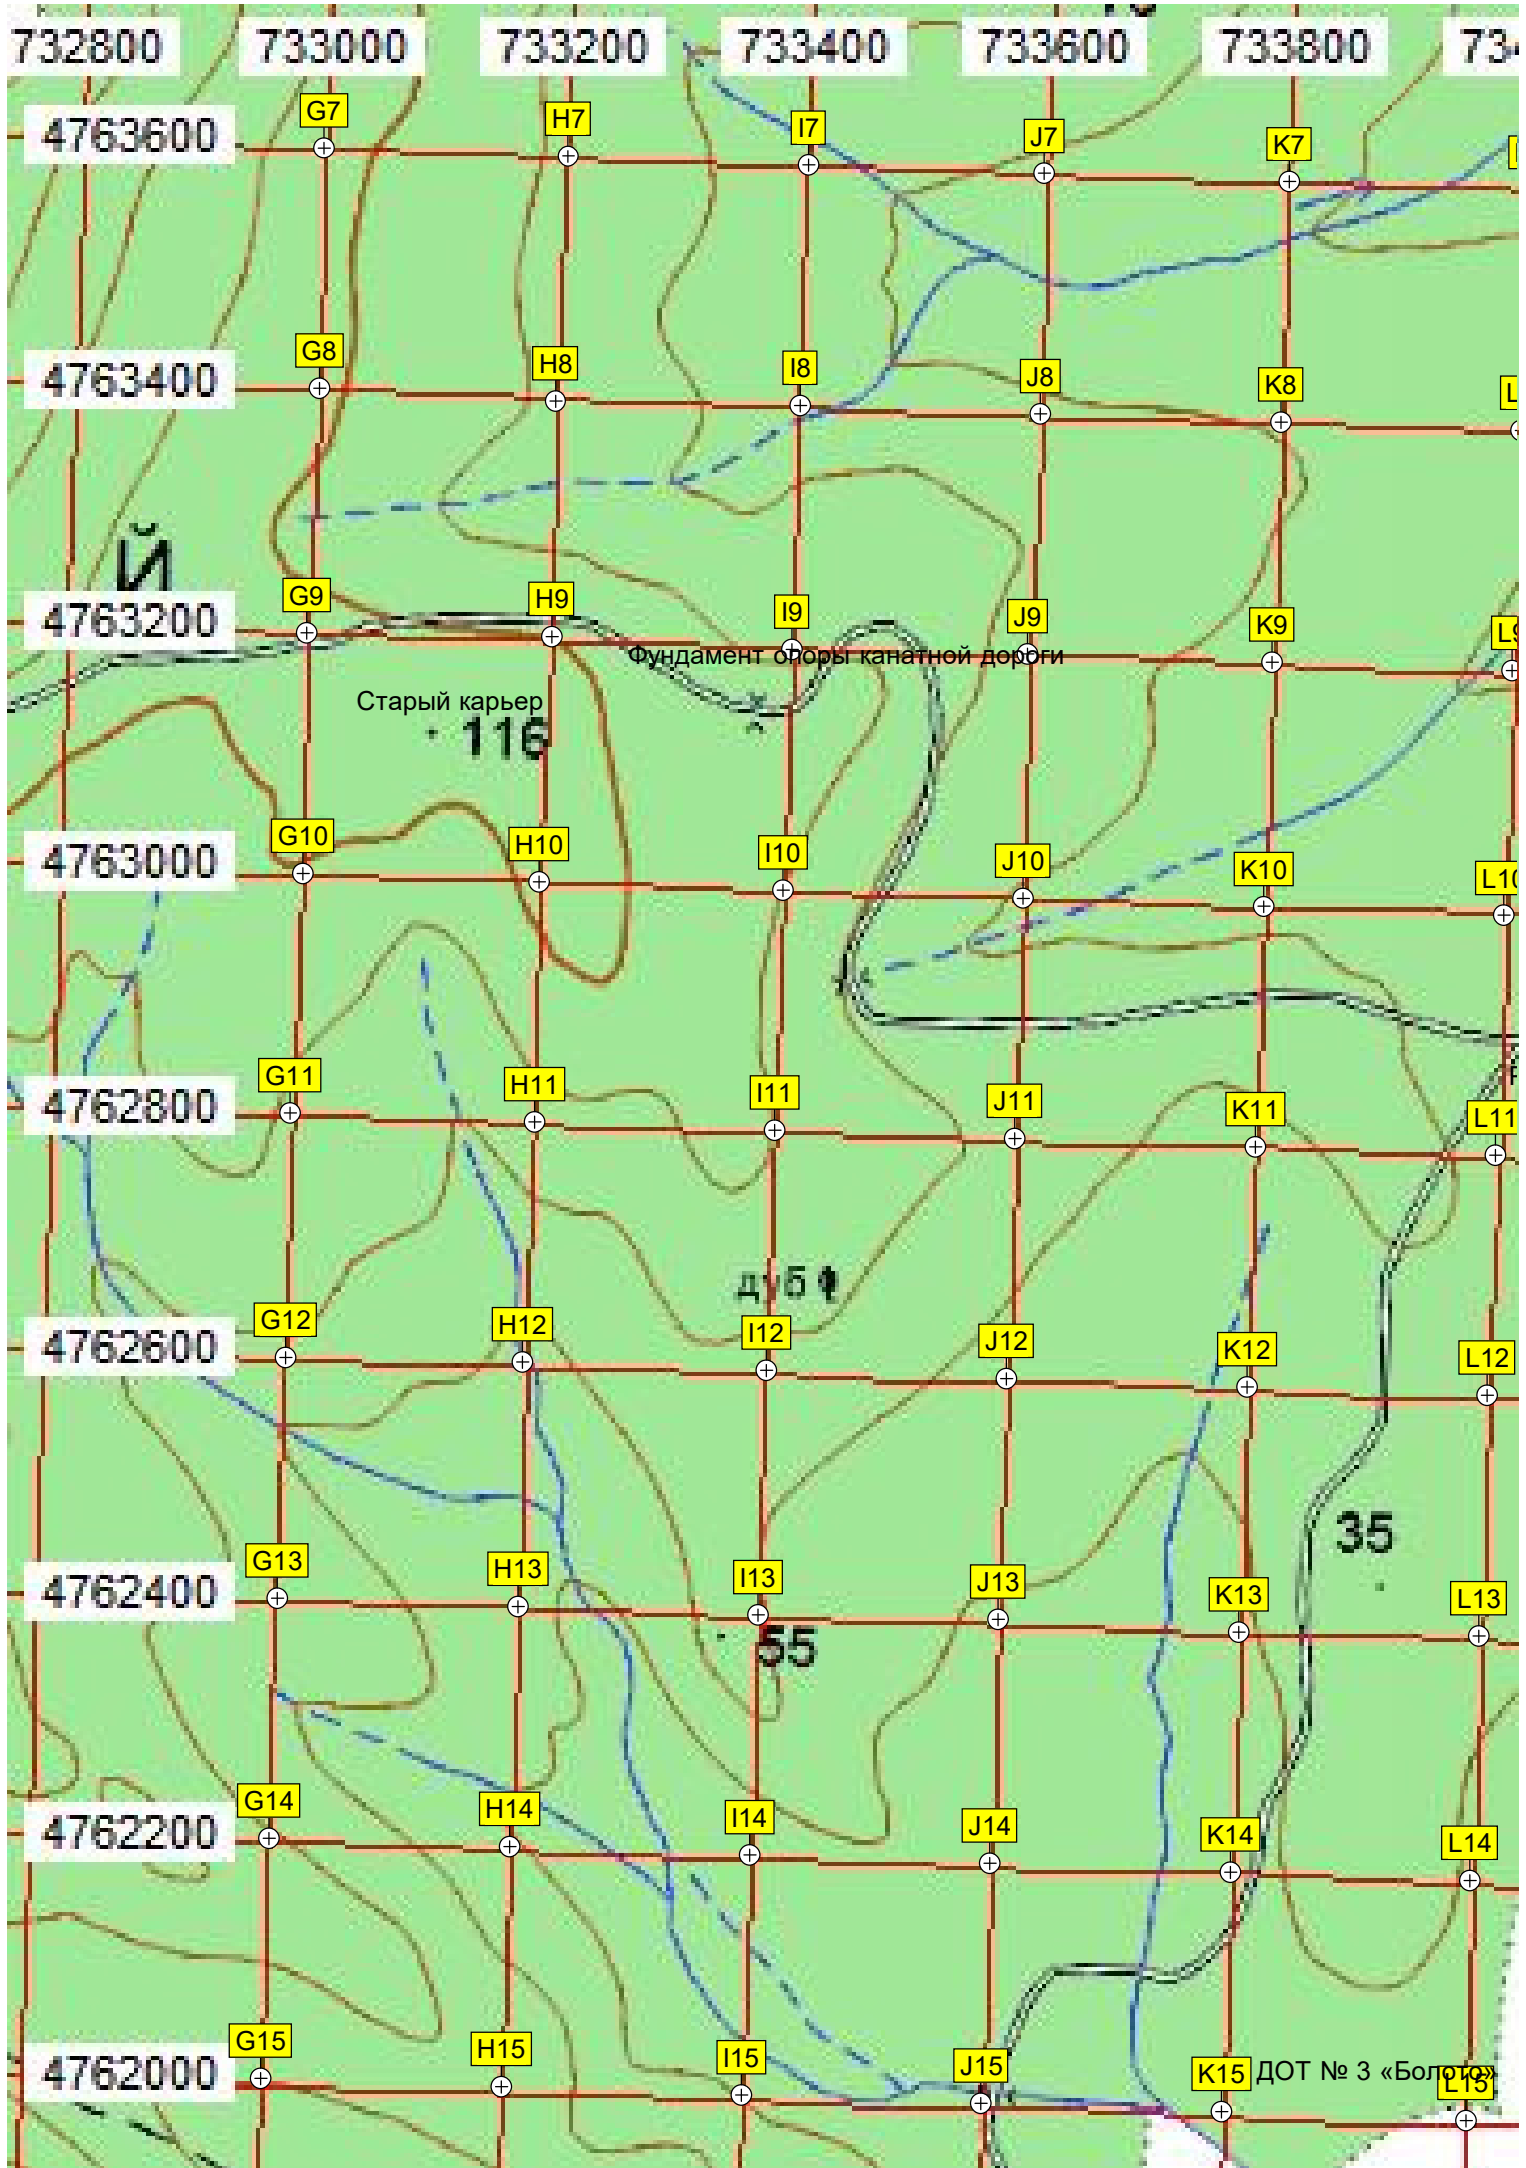 732800 733000 733200 733400 733600 733800
4763600 G7 H7 I7 J7 K7
4763400 G8 H8 I8 J8 K8
Й
4763200 G9 H9 I9 J9 K9 L9
Фундамент опоры канатной дороги
Старый карьер
116
4763000 G10 H10 I10 J10 K10 L10
4762800 G11 H11 I11 J11 K11 L11
дуб
4762600 G12 H12 I12 J12 K12 L12
35
4762400 G13 H13 I13 J13 K13 L13
55
4762200 G14 H14 I14 J14 K14 L14
4762000 G15 H15 I15 J15 K15 L15
ДОТ № 3 «Болото»